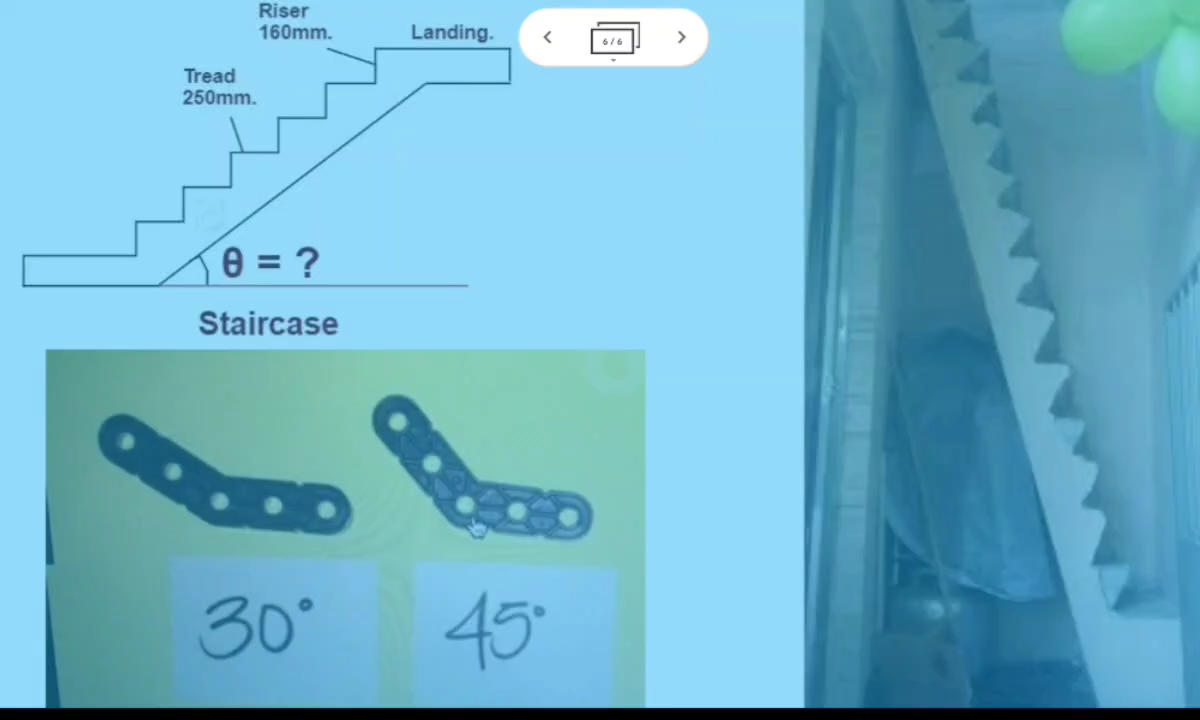 Riser
160mm.
Landing.
6 / 6
Tread
250mm.
θ = ?
Staircase
30°
45°